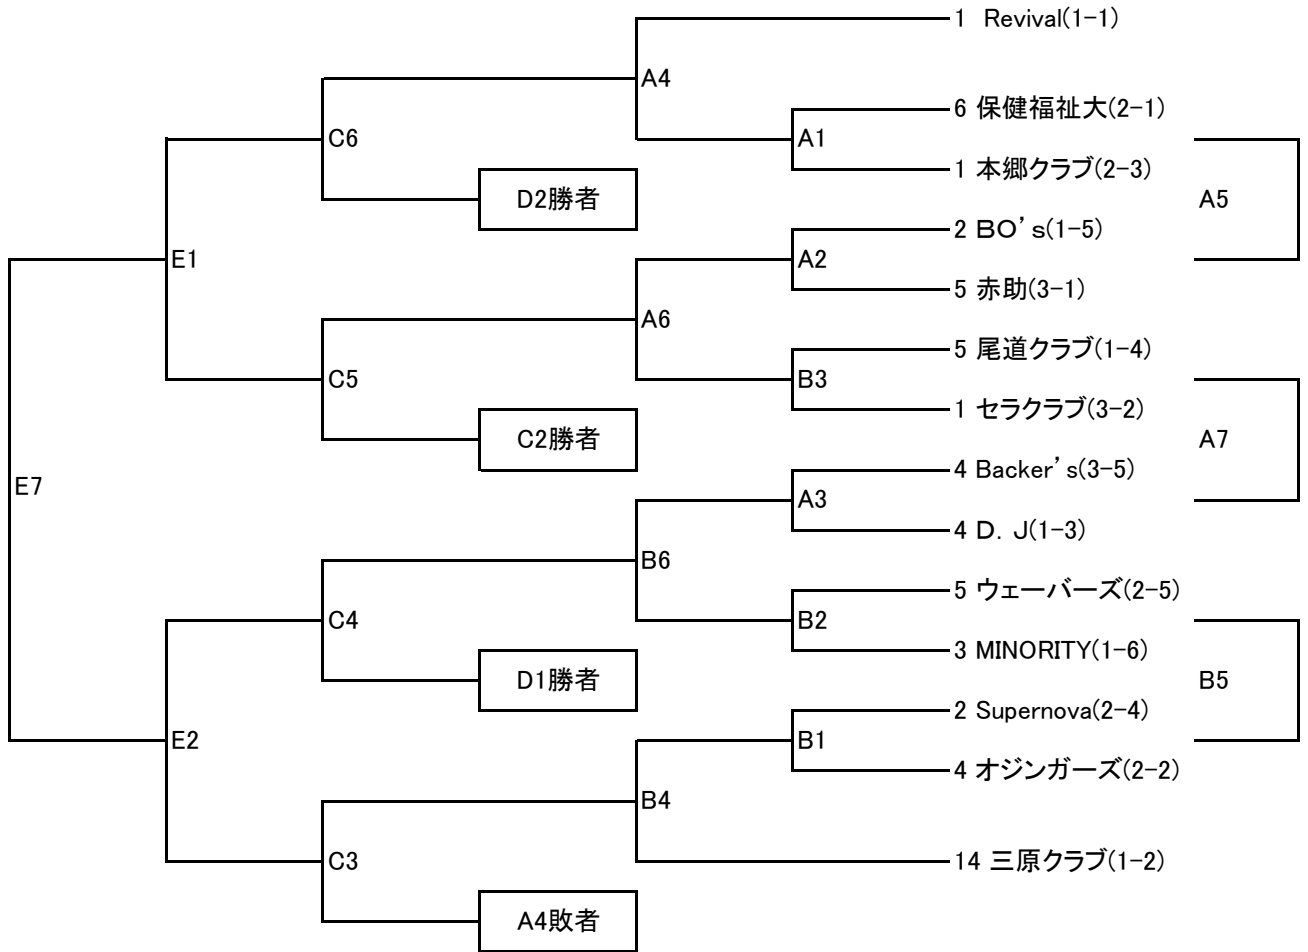 1 Revival(1-1)
A4
6 保健福祉大(2-1)
C6
A1
1 本郷クラブ(2-3)
D2勝者
A5
2 BO's(1-5)
E1
A2
5 赤助(3-1)
A6
5 尾道クラブ(1-4)
C5
B3
1 セラクラブ(3-2)
C2勝者
A7
4 Backer's(3-5)
E7
A3
4 D. J(1-3)
B6
5 ウェーバーズ(2-5)
C4
B2
3 MINORITY(1-6)
D1勝者
B5
2 Supernova(2-4)
E2
B1
4 オジンガーズ(2-2)
B4
C3
14 三原クラブ(1-2)
A4敗者